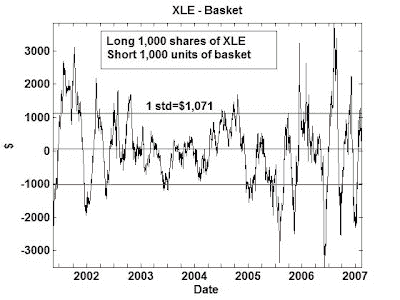 XLE - Basket
Long 1,000 shares of XLE
Short 1,000 units of basket
1 std=$1,071
3000
2000
1000
0
-1000
-2000
-3000
$
2002 2003 2004 2005 2006 2007
Date